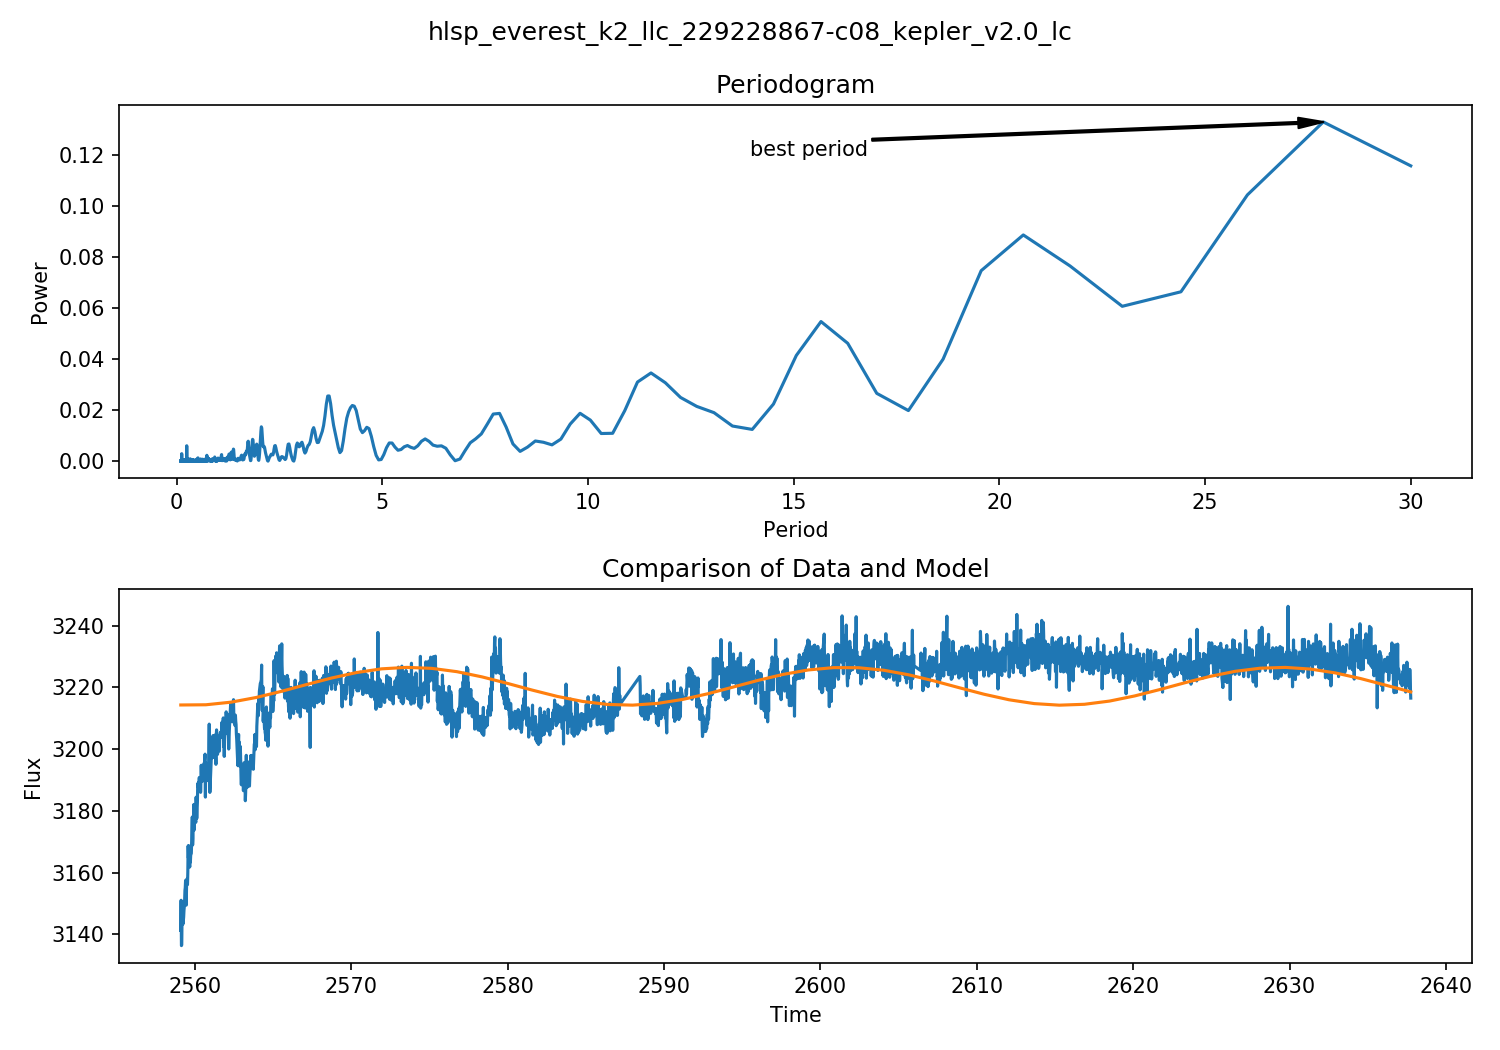 hlsp_everest_k2_llc_229228867-c08_kepler_v2.0_lc
Periodogram
best period
Power
0.12
0.10
0.08
0.06
0.04
0.02
0.00
0 5 10 15 20 25 30
Period
Comparison of Data and Model
Flux
3240
3220
3200
3180
3160
3140
2560 2570 2580 2590 2600 2610 2620 2630 2640
Time